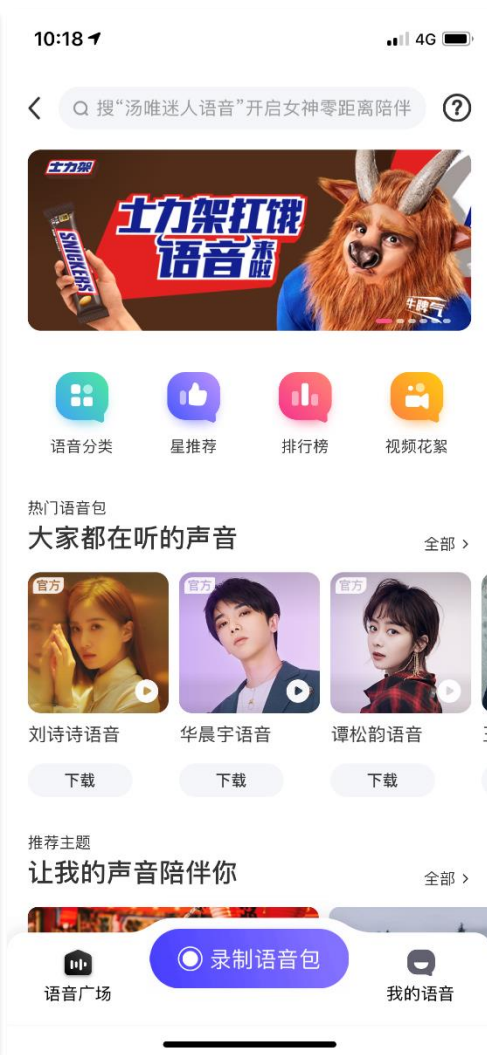 10:18
4G
搜“汤唯迷人语音”开启女神零距离陪伴
士力架
士力架扛饿
语音来啦
SNICKERS
牛脾气
语音分类
星推荐
排行榜
视频花絮
热门语音包
大家都在听的声音
全部
官方
官方
官方
刘诗诗语音
华晨宇语音
谭松韵语音
下载
下载
下载
推荐主题
让我的声音陪伴你
全部
语音广场
录制语音包
我的语音